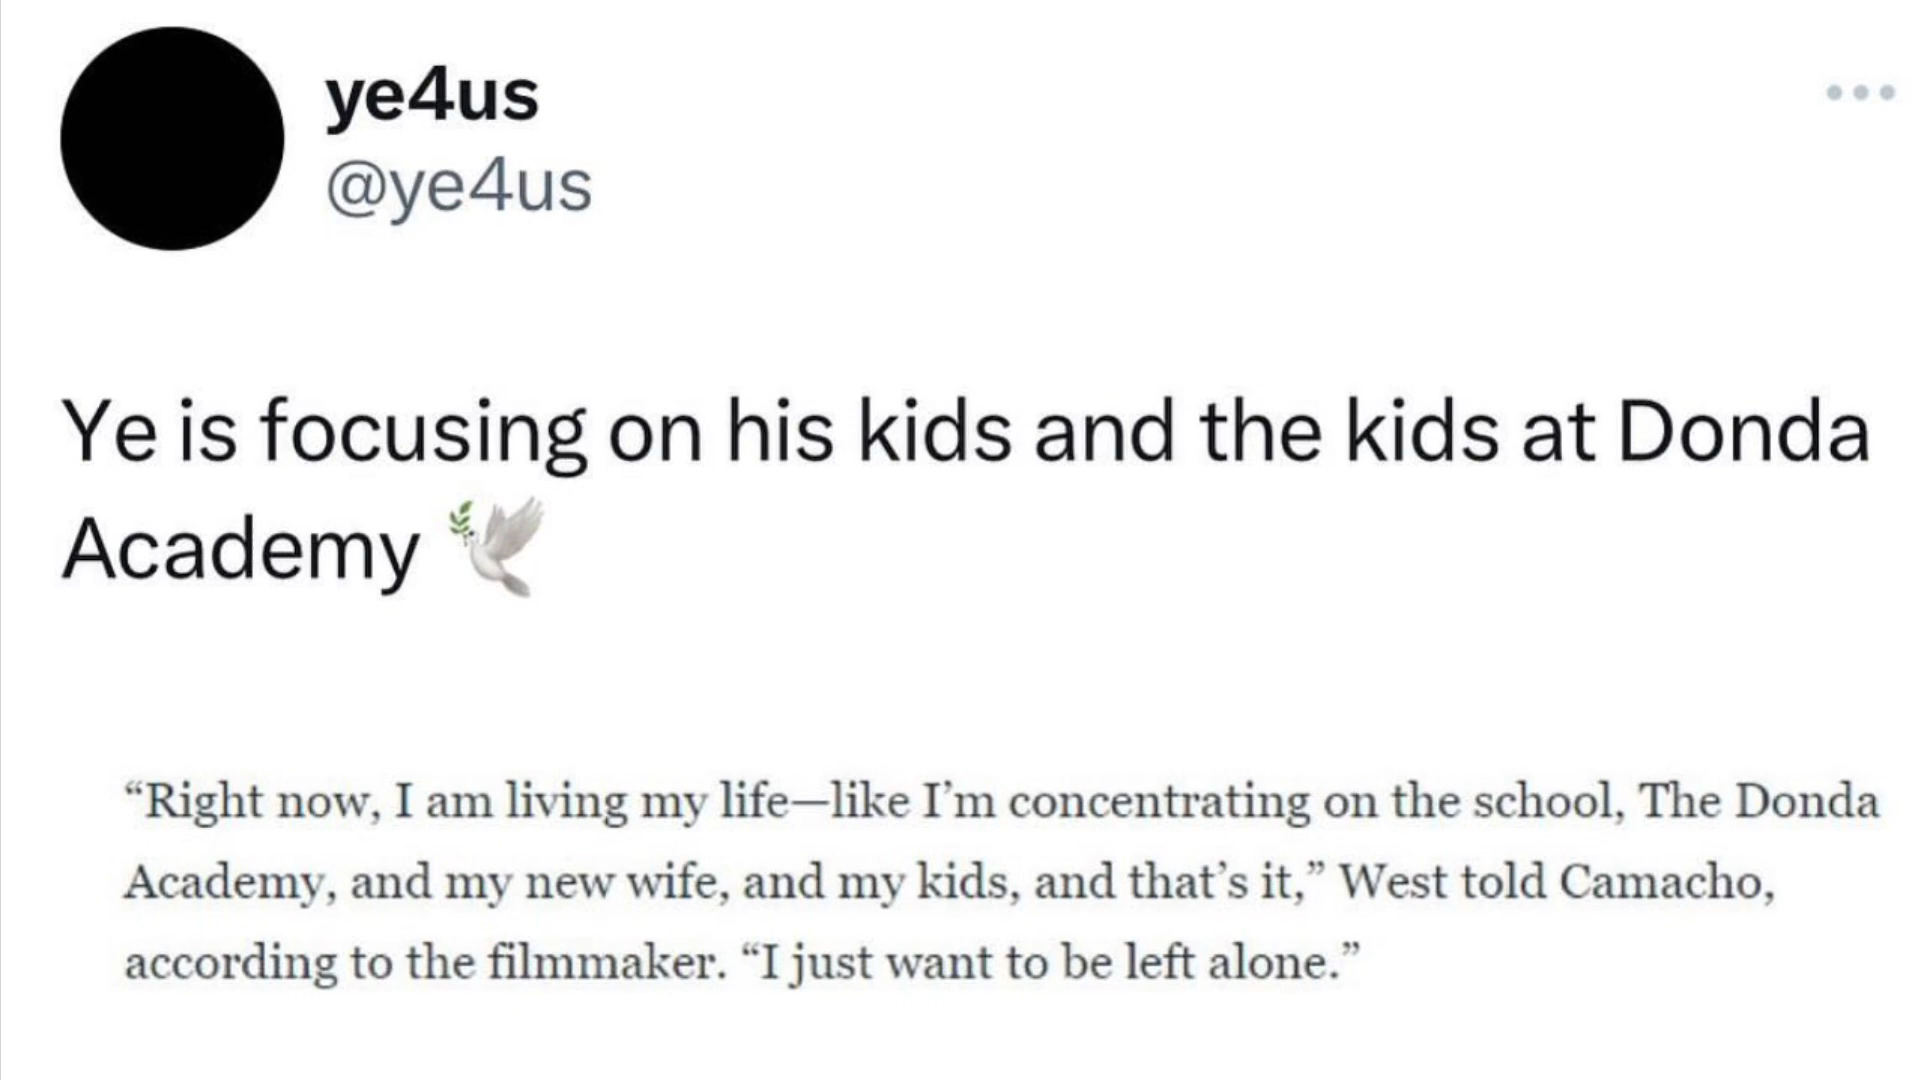 ye4us
@ye4us
Ye is focusing on his kids and the kids at Donda
Academy 🕊️
“Right now, I am living my life—like I’m concentrating on the school, The Donda
Academy, and my new wife, and my kids, and that’s it,” West told Camacho,
according to the filmmaker. “I just want to be left alone.”